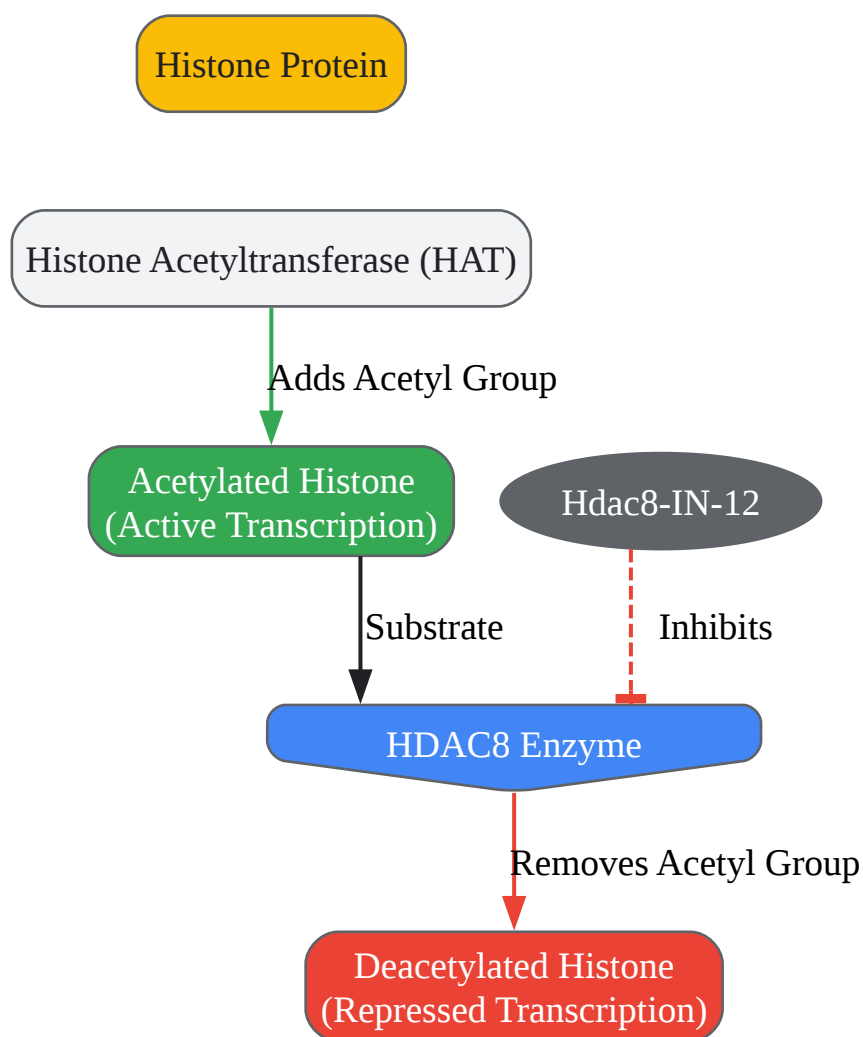 Histone Protein
Histone Acetyltransferase (HAT)
Adds Acetyl Group
Acetylated Histone
(Active Transcription)
Hdac8-IN-12
Substrate
Inhibits
HDAC8 Enzyme
Removes Acetyl Group
Deacetylated Histone
(Repressed Transcription)